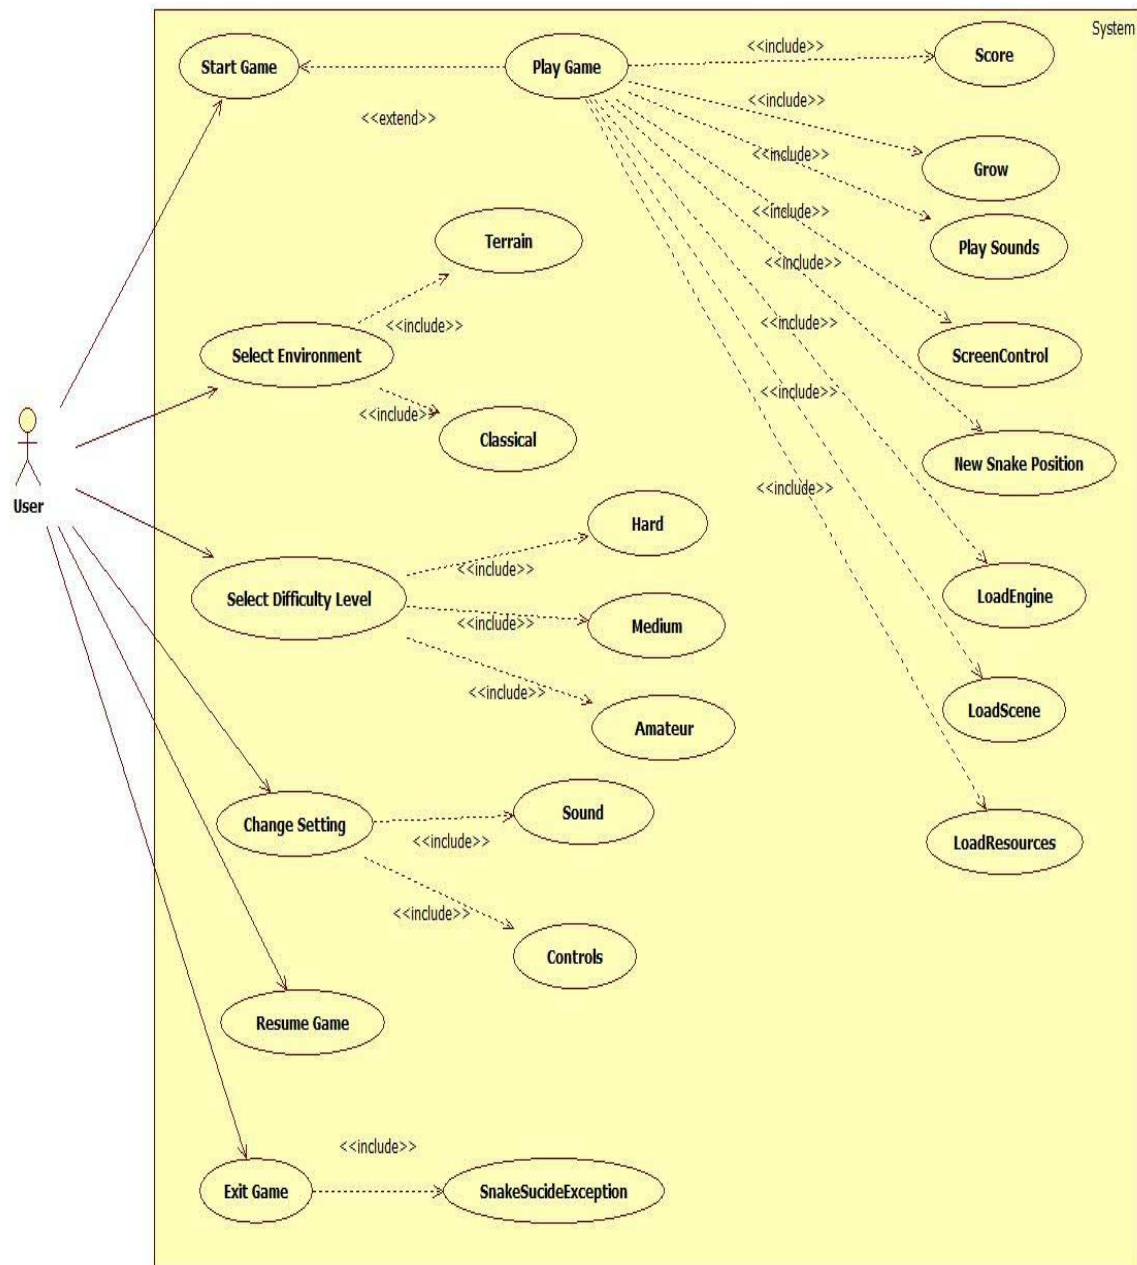 System
Start Game
Play Game
<<include>>
Score
<<extend>>
<<include>>
Grow
<<include>>
Play Sounds
<<include>>
ScreenControl
<<include>>
New Snake Position
<<include>>
LoadEngine
<<include>>
LoadScene
<<include>>
LoadResources
Terrain
<<include>>
Select Environment
<<include>>
Classical
User
Hard
<<include>>
Select Difficulty Level
<<include>>
Medium
<<include>>
Amateur
Change Setting
Sound
<<include>>
<<include>>
Controls
Resume Game
<<include>>
Exit Game
SnakeSucideException